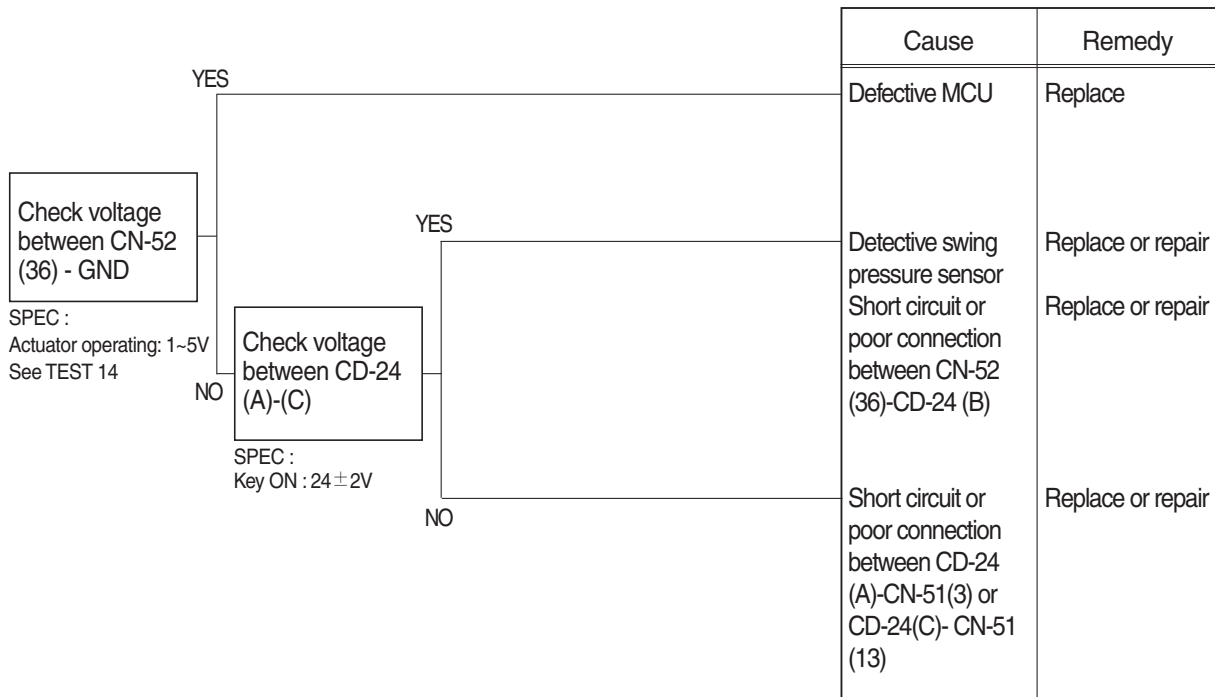 Cause Remedy
YES
Defective MCU Replace
Check voltage
between CN-52
(36) - GND
SPEC :
Actuator operating: 1~5V
See TEST 14
NO
YES
Detective swing
pressure sensor
Replace or repair
Short circuit or
poor connection
between CN-52
(36)-CD-24 (B)
Replace or repair
Check voltage
between CD-24
(A)-(C)
SPEC :
Key ON : 24±2V
NO
Short circuit or
poor connection
between CD-24
(A)-CN-51(3) or
CD-24(C)- CN-51
(13)
Replace or repair